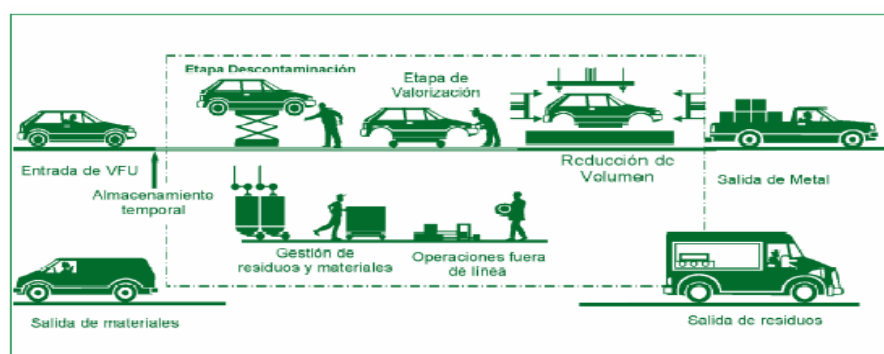 Etapa Descontaminación
Etapa de
Valorización
Entrada de VFU
Almacenamiento
temporal
Reducción de
Volumen
Salida de Metal
Gestión de
residuos y materiales
Operaciones fuera
de línea
Salida de materiales
Salida de residuos